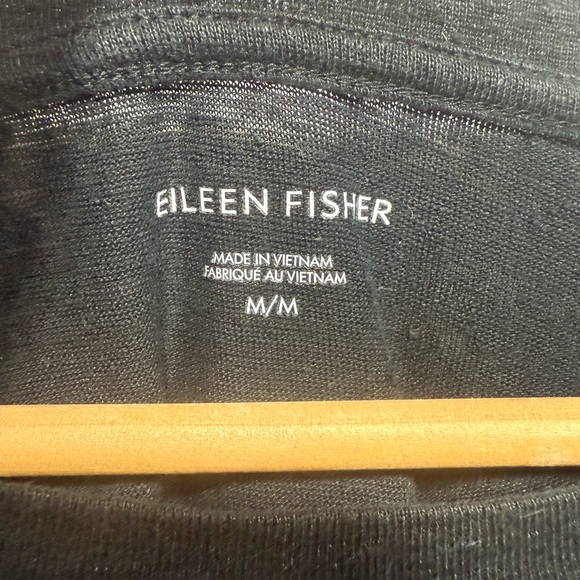 EILEEN FISHER
MADE IN VIETNAM
FABRIQUÉ AU VIETNAM
M/M